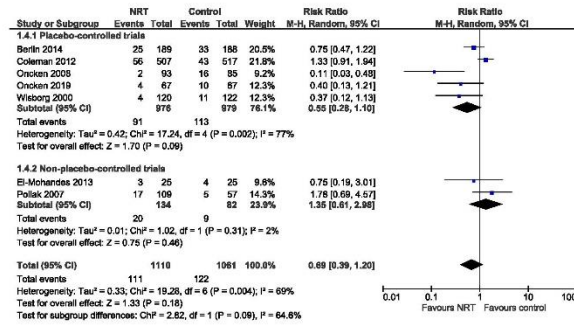 NRT Control Risk Ratio Risk Ratio
Study or Subgroup Events Total Events Total Weight M-H, Random, 95% CI M-H, Random, 95% CI
1.4.1 Placebo-controlled trials
Berlin 2014 25 189 33 188 20.5% 0.75 [0.47, 1.22]
Coleman 2012 56 507 43 517 21.7% 1.33 [0.91, 1.94]
Oncken 2008 2 93 16 85 9.0% 0.11 [0.03, 0.48]
Oncken 2019 4 67 10 67 12.5% 0.40 [0.13, 1.21]
Wisborg 2000 4 120 11 122 12.4% 0.37 [0.12, 1.13]
Subtotal (95% CI) 976 979 76.1% 0.55 [0.28, 1.10]
Total events 91 113
Heterogeneity: Tau² = 0.42; Chi² = 17.24, df = 4 (P = 0.002); I² = 77%
Test for overall effect: Z = 1.70 (P = 0.09)
1.4.2 Non-placebo-controlled trials
El-Mohandes 2013 3 25 4 25 9.6% 0.75 [0.19, 3.01]
Pollak 2007 17 109 5 57 14.3% 1.78 [0.69, 4.57]
Subtotal (95% CI) 134 82 23.9% 1.35 [0.61, 2.98]
Total events 20 9
Heterogeneity: Tau² = 0.01; Chi² = 1.02, df = 1 (P = 0.31); I² = 2%
Test for overall effect: Z = 0.75 (P = 0.46)
Total (95% CI) 1110 1061 100.0% 0.69 [0.39, 1.20]
Total events 111 122
Heterogeneity: Tau² = 0.33; Chi² = 19.28, df = 6 (P = 0.004); I² = 69%
Test for overall effect: Z = 1.33 (P = 0.18)
Test for subgroup differences: Chi² = 2.82, df = 1 (P = 0.09), I² = 64.6%
0.01 0.1 1 10 100
Favours NRT Favours control